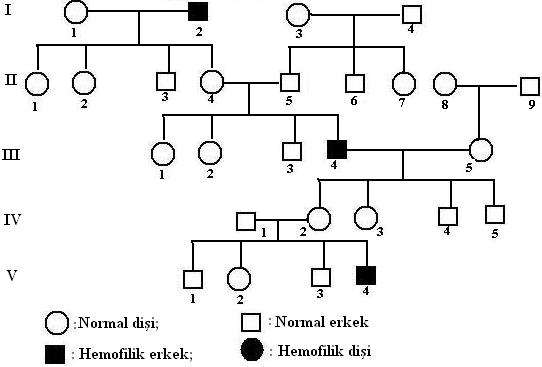 I
1 2 3 4
II
1 2 3 4 5 6 7 8 9
III
1 2 3 4 5
IV
1 2 3 4 5
V
1 2 3 4
: Normal dişi; : Normal erkek
: Hemofilik erkek; : Hemofilik dişi